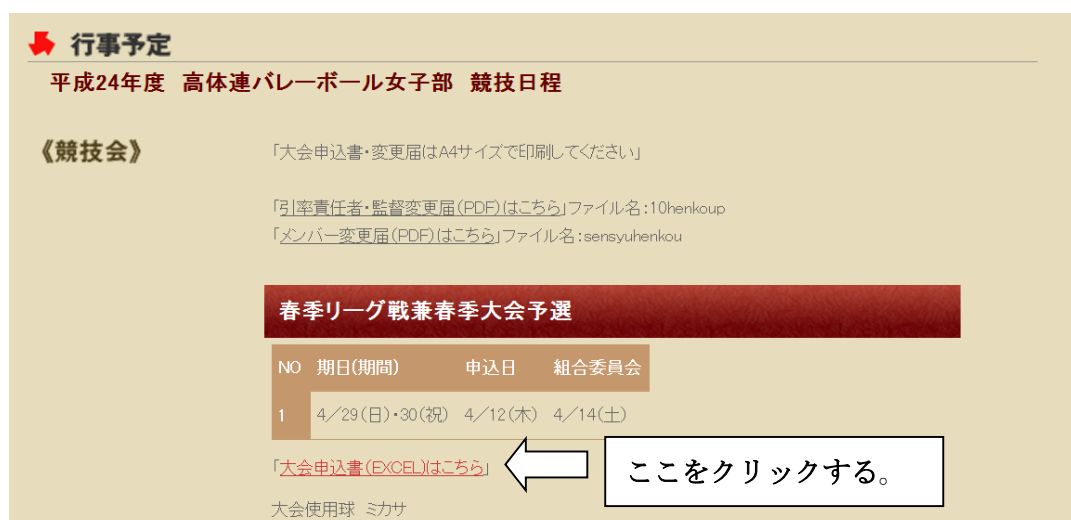 行事予定
平成24年度 高体連バレーボール女子部 競技日程
《競技会》
「大会申込書・変更届はA4サイズで印刷してください」
「引率責任者・監督変更届(PDF)はこちら」ファイル名:10henkoup
「メンバー変更届(PDF)はこちら」ファイル名:sensyuhenkou
春季リーグ戦兼春季大会予選
NO 期日(期間) 申込日 組合委員会
1 4/29(日)・30(祝) 4/12(木) 4/14(土)
「大会申込書(EXCEL)はこちら」
ここをクリックする。
大会使用球 ミカサ